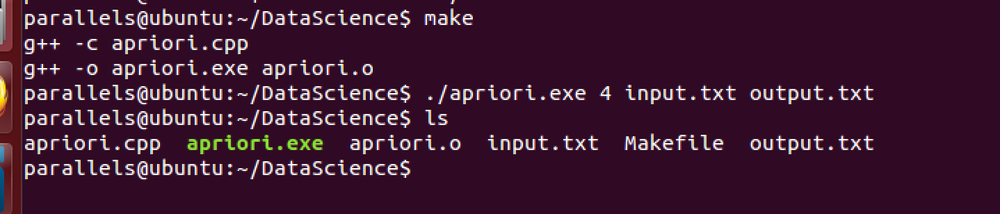 parallels@ubuntu:~/DataScience$ make
g++ -c apriori.cpp
g++ -o apriori.exe apriori.o
parallels@ubuntu:~/DataScience$ ./apriori.exe 4 input.txt output.txt
parallels@ubuntu:~/DataScience$ ls
apriori.cpp  apriori.exe  apriori.o  input.txt  Makefile  output.txt
parallels@ubuntu:~/DataScience$